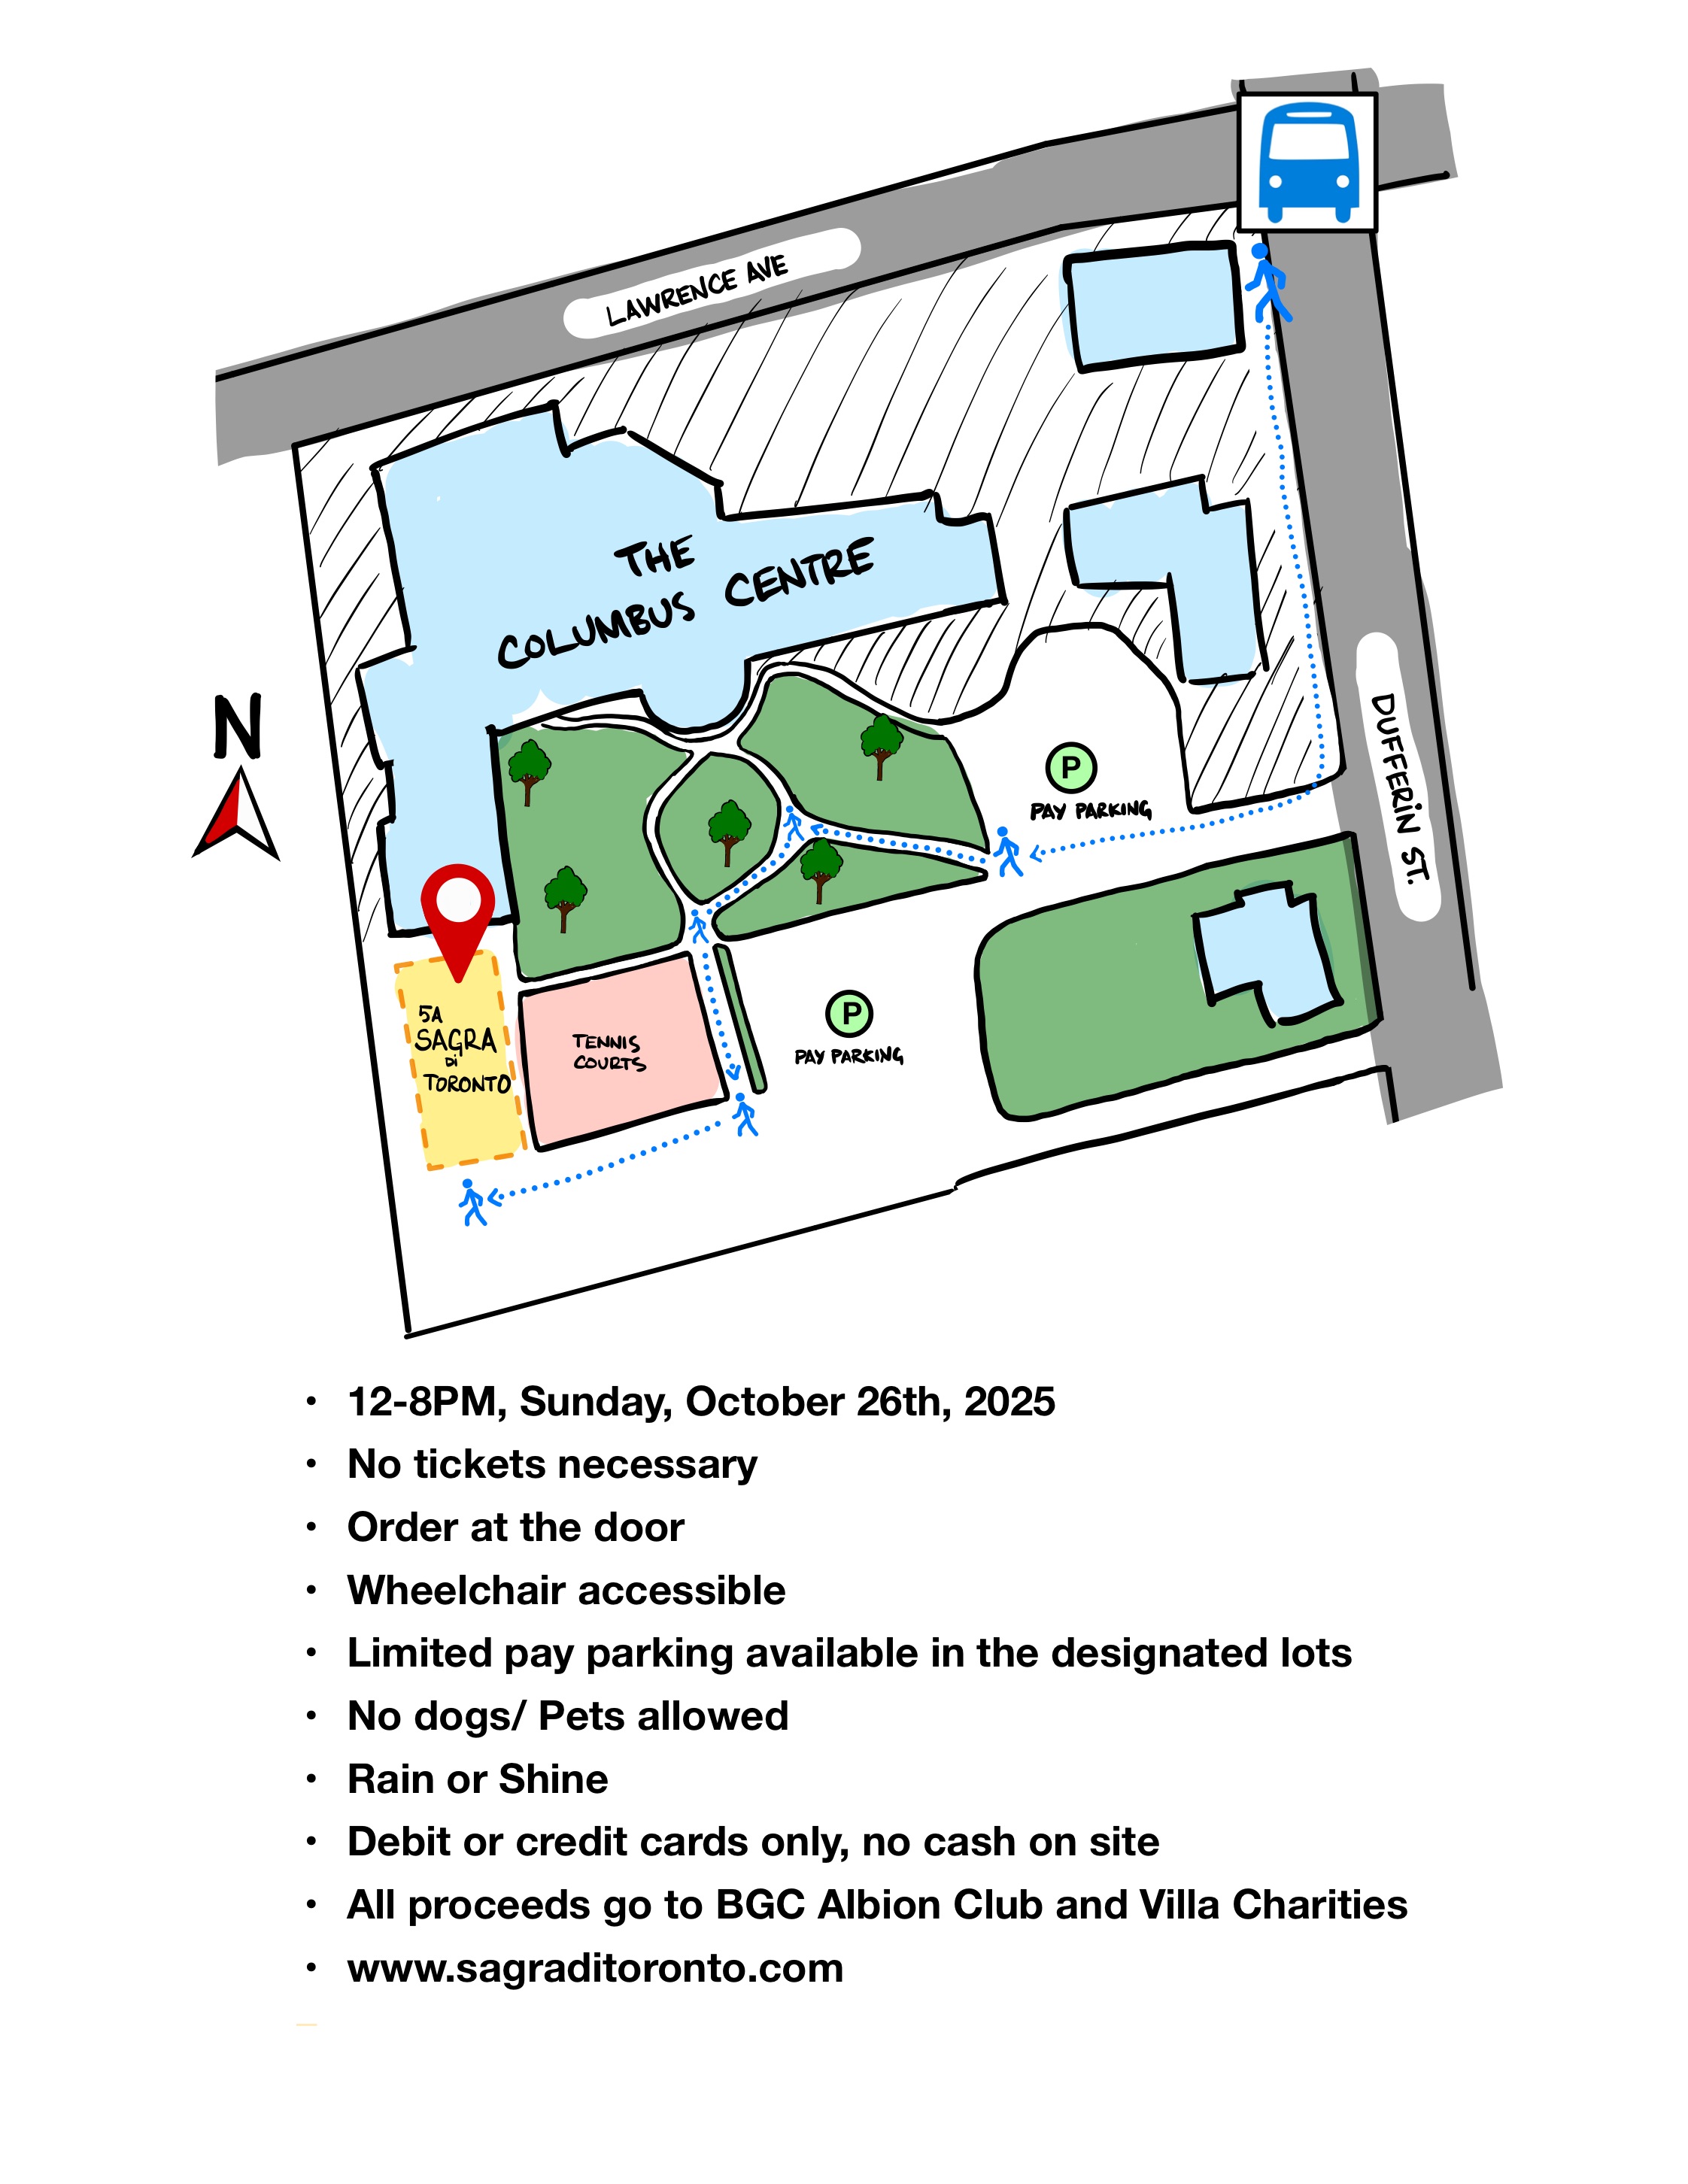 LAWRENCE AVE
THE
COLUMBUS CENTRE
N
P
PAY PARKING
DUFFERIN ST.
5A
SAGRA
Di
TORONTO
TENNIS
COURTS
P
PAY PARKING
• 12-8PM, Sunday, October 26th, 2025
• No tickets necessary
• Order at the door
• Wheelchair accessible
• Limited pay parking available in the designated lots
• No dogs/ Pets allowed
• Rain or Shine
• Debit or credit cards only, no cash on site
• All proceeds go to BGC Albion Club and Villa Charities
• www.sagraditoronto.com